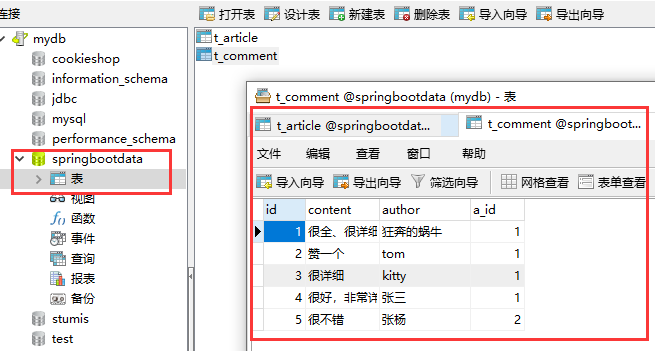 连接
打开表 设计表 新建表 删除表 导入向导 导出向导
mydb
cookieshop
information_schema
jdbc
mysql
performance_schema
springbootdata
表
视图
函数
事件
查询
报表
备份
stumis
test
t_article
t_comment
t_comment @springbootdata (mydb) - 表
t_article @springbootdat... t_comment @springboot...
文件 编辑 查看 窗口 帮助
导入向导 导出向导 筛选向导 网格查看 表单查看
id content author a_id
1 很全、很详细 狂奔的蜗牛 1
2 赞一个 tom 1
3 很详细 kitty 1
4 很好，非常详 张三 1
5 很不错 张杨 2